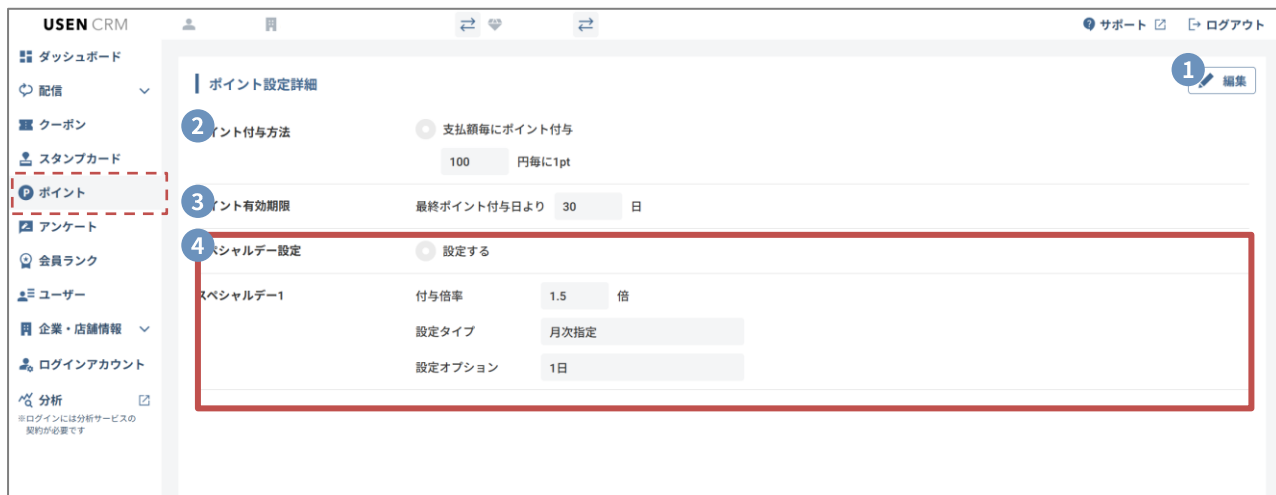 USEN CRM
サポート
ログアウト
ダッシュボード
配信
クーポン
スタンプカード
ポイント
アンケート
会員ランク
ユーザー
企業・店舗情報
ログインアカウント
分析
※ログインには分析サービスの
契約が必要です
ポイント設定詳細
1
編集
2
イント付与方法
支払額毎にポイント付与
100 円毎に1pt
3
イント有効期限
最終ポイント付与日より 30 日
4
ペシャルデー設定
設定する
スペシャルデー1
付与倍率 1.5 倍
設定タイプ 月次指定
設定オプション 1日